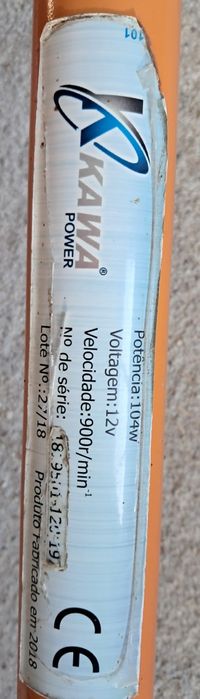 101
KAWA®
POWER
Potência:104w
Voltagem:12v
Velocidade:900r/min⁻¹
Nº de série:
Lote Nº.:27/18
Produto Fabricado em 2018
CE